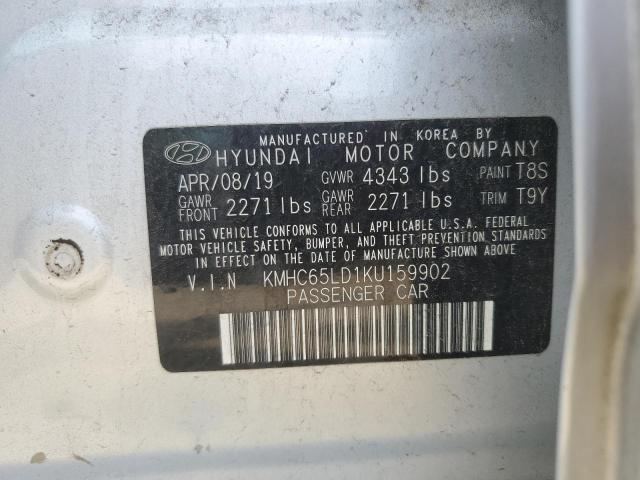 MANUFACTURED IN KOREA BY
HYUNDAI MOTOR COMPANY
APR/08/19 GVWR 4343 lbs PAINT T8S
GAWR FRONT 2271 lbs GAWR REAR 2271 lbs TRIM T9Y
THIS VEHICLE CONFORMS TO ALL APPLICABLE U.S.A. FEDERAL
MOTOR VEHICLE SAFETY, BUMPER, AND THEFT PREVENTION STANDARDS
IN EFFECT ON THE DATE OF MANUFACTURE SHOWN ABOVE.
V.I.N KMHC65LD1KU159902
PASSENGER CAR